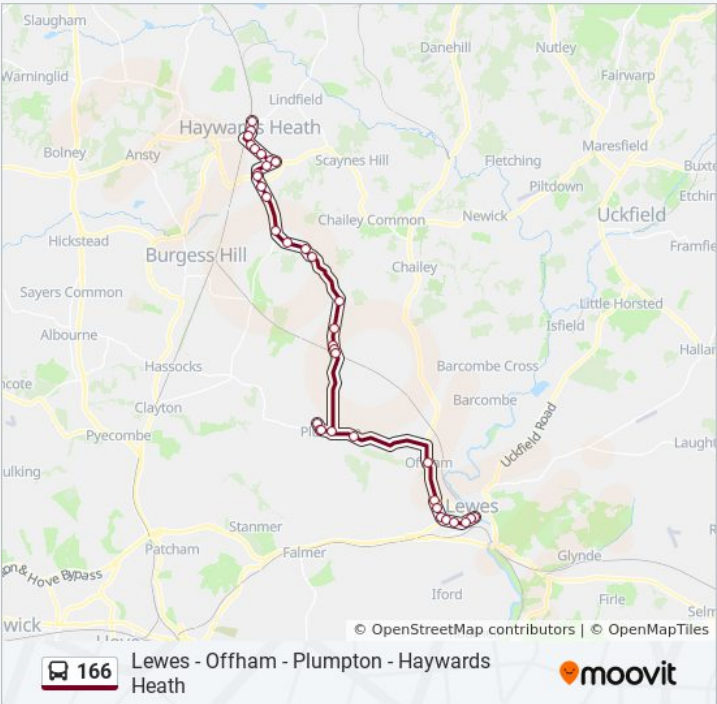 Slaugham
Danehill
Nutley
Warninglid
Fairwarp
Lindfield
Haywards Heath
Maresfield
Bolney
Ansty
Scaynes Hill
Fletching
Piltdown
Newick
Chailey Common
Uckfield
Hickstead
Burgess Hill
Chailey
Sayers Common
Little Horsted
Isfield
Albourne
Hassocks
Barcombe Cross
Barcombe
Clayton
Uckfield Road
Pyecombe
Offham
Lewes
Stanmer
Patcham
Falmer
Glynde
Iford
Firle
© OpenStreetMap contributors | © OpenMapTiles
166
Lewes - Offham - Plumpton - Haywards
Heath
moovit